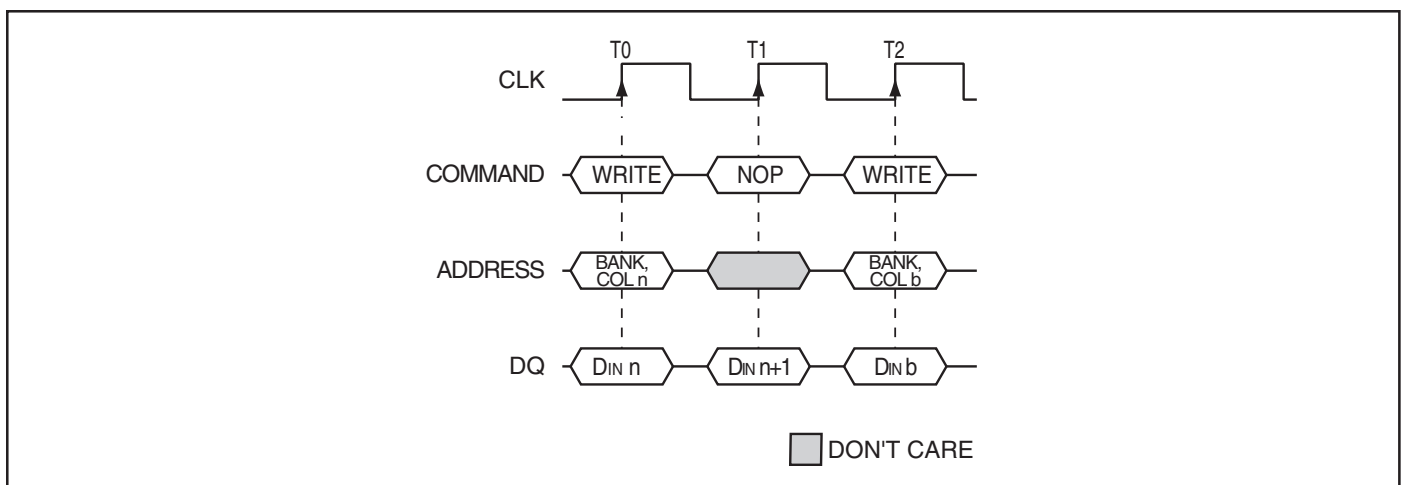 T0 T1 T2
CLK
COMMAND WRITE NOP WRITE
ADDRESS BANK, COL n BANK, COL b
DQ DIN n DIN n+1 DIN b
DON'T CARE